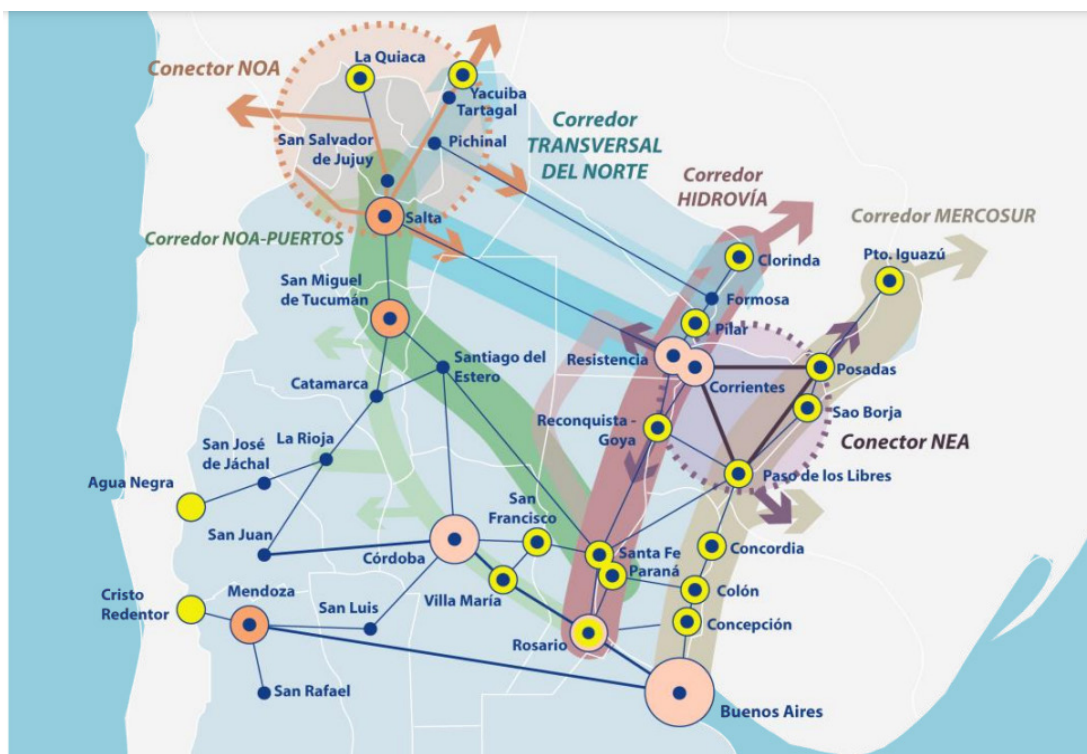 La Quiaca
Conector NOA
Yacuiba
Tartagal
San Salvador
de Jujuy
Pichinal
Corredor
TRANSVERSAL
DEL NORTE
Corredor
HIDROVÍA
Corredor MERCOSUR
Salta
Corredor NOA-PUERTOS
Clorinda
Pto. Iguazú
San Miguel
de Tucumán
Formosa
Pilar
Santiago del
Estero
Resistencia
Corrientes
Posadas
Catamarca
Sao Borja
Reconquista -
Goya
Conector NEA
La Rioja
San José
de Jáchal
Paso de los Libres
Agua Negra
San
Francisco
San Juan
Córdoba
Santa Fe
Paraná
Concordia
Cristo
Redentor
Mendoza
San Luis
Villa María
Colón
Concepción
Rosario
San Rafael
Buenos Aires